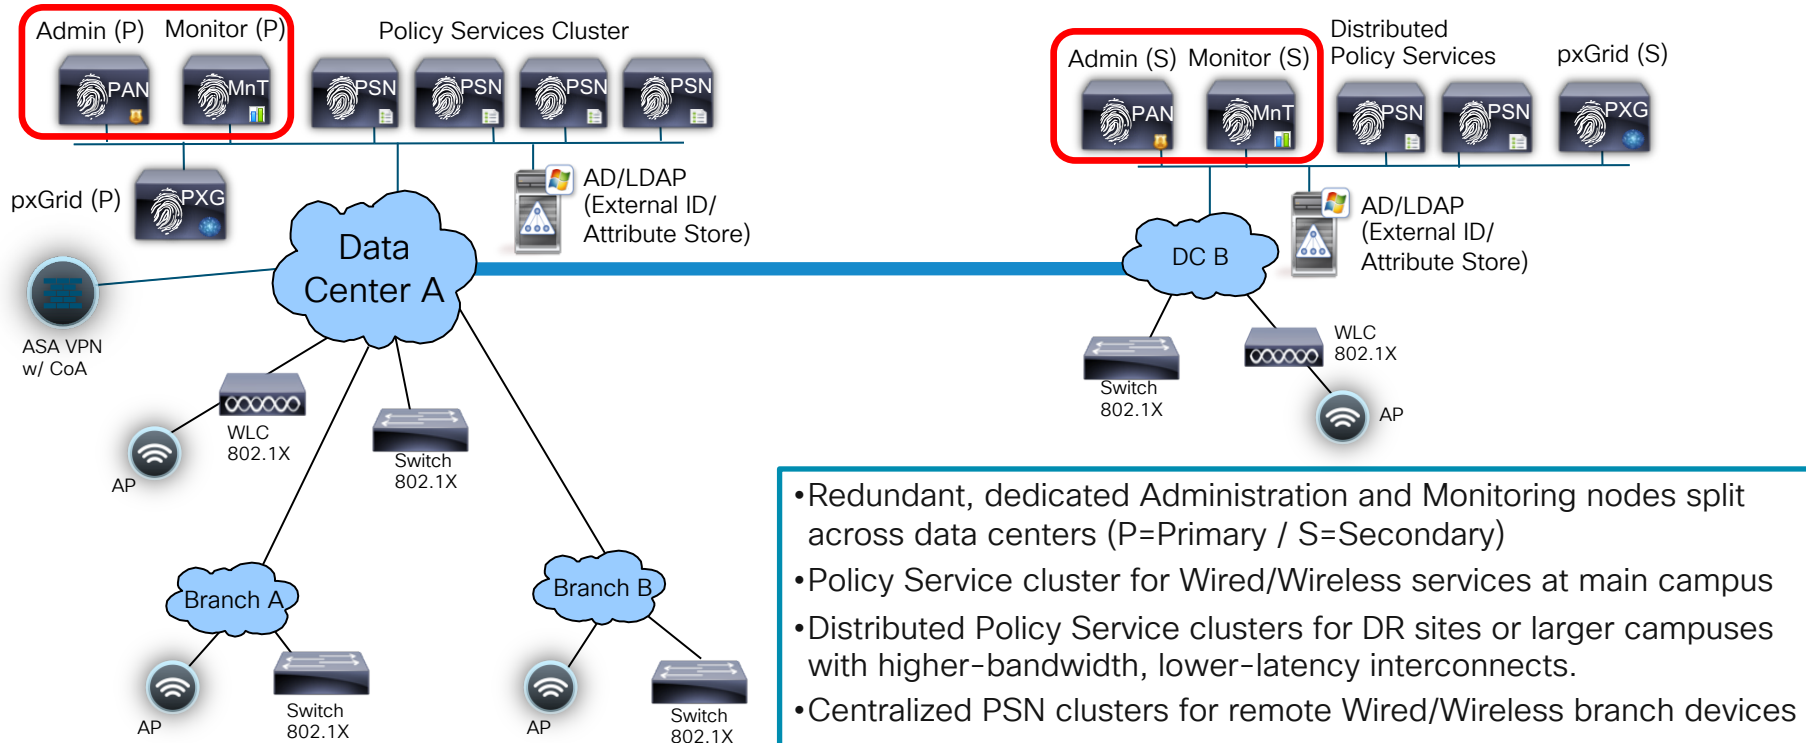 Admin (P)
Monitor (P)
Policy Services Cluster
PAN
MnT
PSN
PSN
PSN
PSN
pxGrid (P)
PXG
AD/LDAP
(External ID/
Attribute Store)
Data
Center A
ASA VPN
w/ CoA
WLC
802.1X
AP
Switch
802.1X
Branch A
AP
Switch
802.1X
Branch B
AP
Switch
802.1X
Admin (S)
Monitor (S)
Distributed
Policy Services
pxGrid (S)
PAN
MnT
PSN
PSN
PXG
AD/LDAP
(External ID/
Attribute Store)
DC B
Switch
802.1X
WLC
802.1X
AP
•Redundant, dedicated Administration and Monitoring nodes split
across data centers (P=Primary / S=Secondary)
•Policy Service cluster for Wired/Wireless services at main campus
•Distributed Policy Service clusters for DR sites or larger campuses
with higher-bandwidth, lower-latency interconnects.
•Centralized PSN clusters for remote Wired/Wireless branch devices